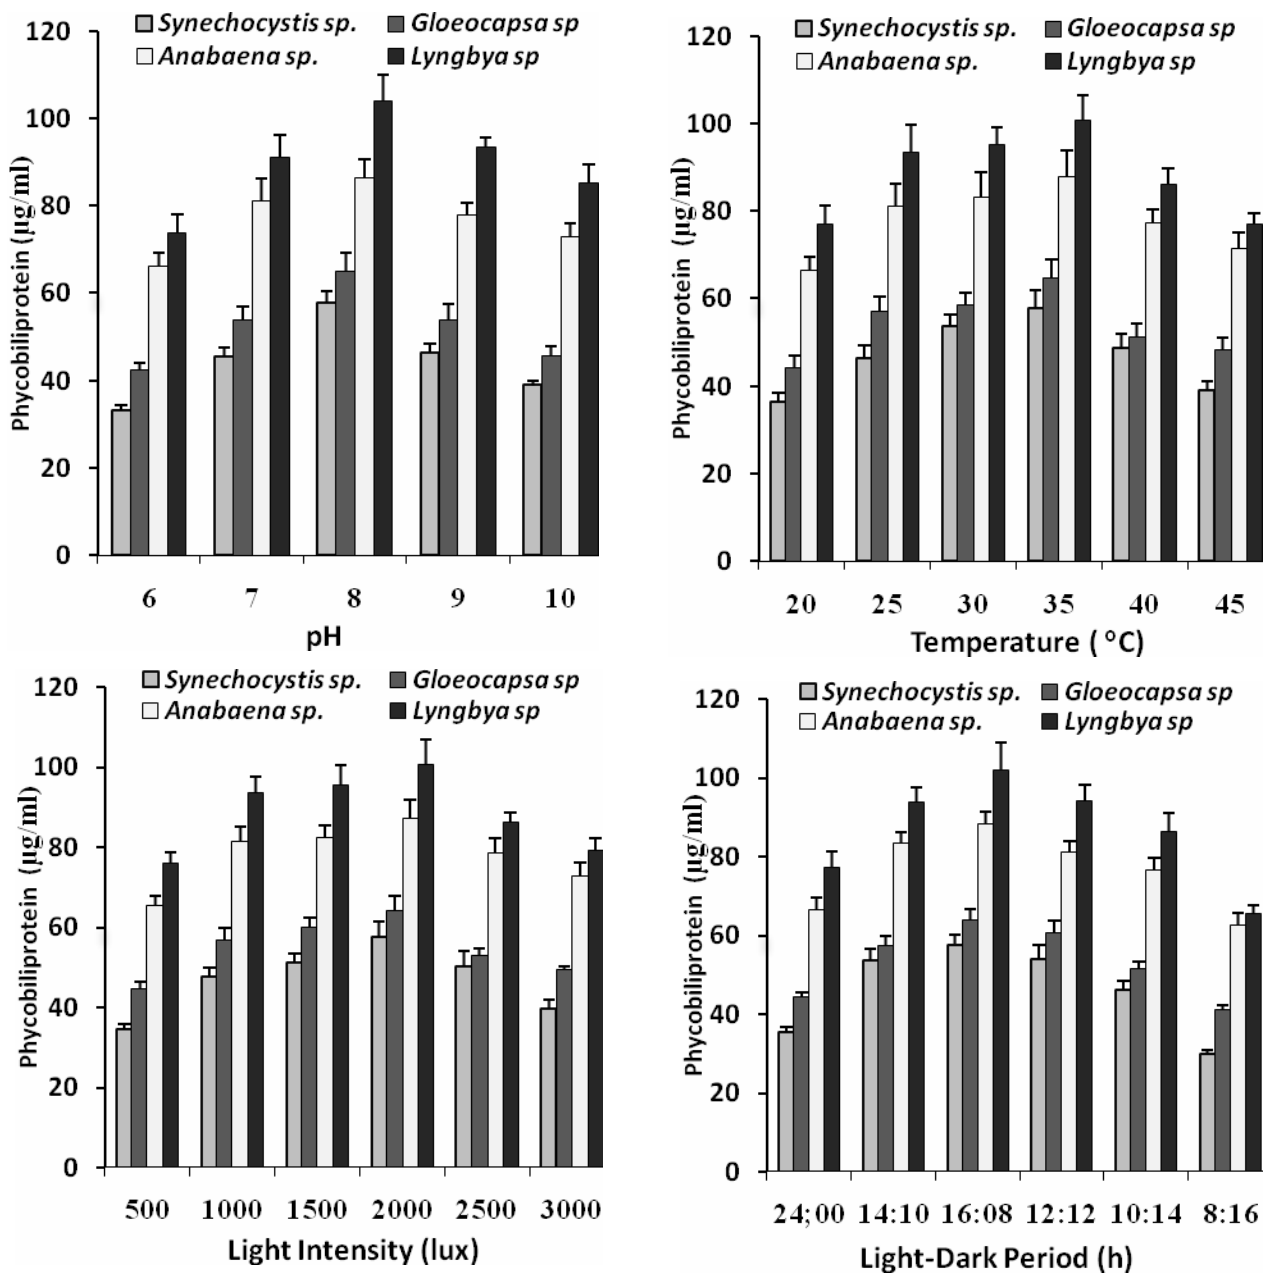 Synechocystis sp. Gloeocapsa sp
Anabaena sp. Lyngbya sp
Phycobiliprotein (µg/ml)
120
100
80
60
40
20
0
6 7 8 9 10
pH
Synechocystis sp. Gloeocapsa sp
Anabaena sp. Lyngbya sp
Phycobiliprotein (µg/ml)
120
100
80
60
40
20
0
20 25 30 35 40 45
Temperature ( °C)
Synechocystis sp. Gloeocapsa sp
Anabaena sp. Lyngbya sp
Phycobiliprotein (µg/ml)
120
100
80
60
40
20
0
500 1000 1500 2000 2500 3000
Light Intensity (lux)
Synechocystis sp. Gloeocapsa sp
Anabaena sp. Lyngbya sp
Phycobiliprotein (µg/ml)
120
100
80
60
40
20
0
24;00 14:10 16:08 12:12 10:14 8:16
Light-Dark Period (h)